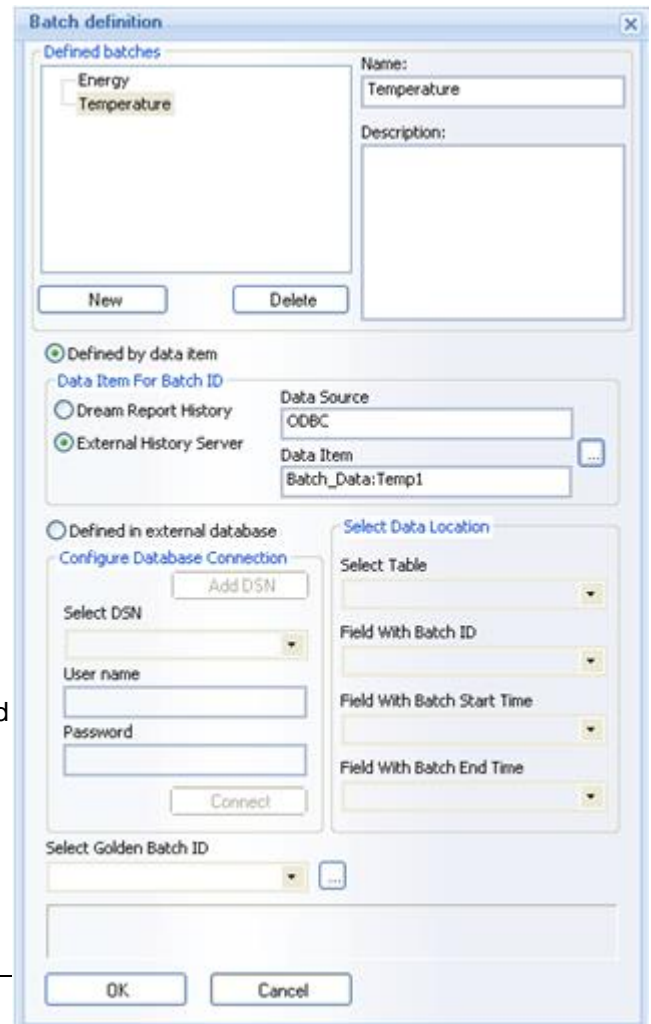 Batch definition
Defined batches
Energy
Temperature
Name:
Temperature
Description:
New
Delete
Defined by data item
Data Item For Batch ID
Dream Report History
External History Server
Data Source
ODBC
Data Item
Batch_Data:Temp1
...
Defined in external database
Configure Database Connection
Add DSN
Select DSN
User name
Password
Connect
Select Data Location
Select Table
Field With Batch ID
Field With Batch Start Time
Field With Batch End Time
d
Select Golden Batch ID
...
OK
Cancel